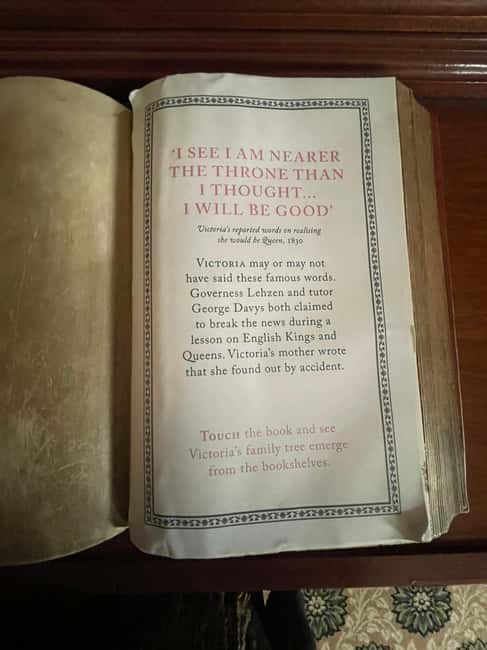 'I SEE I AM NEARER
THE THRONE THAN
I THOUGHT...
I WILL BE GOOD'
Victoria's reported words on realising
she would be Queen, 1830
VICTORIA may or may not
have said these famous words.
Governess Lehzen and tutor
George Davys both claimed
to break the news during a
lesson on English Kings and
Queens. Victoria's mother wrote
that she found out by accident.
TOUCH the book and see
Victoria's family tree emerge
from the bookshelves.